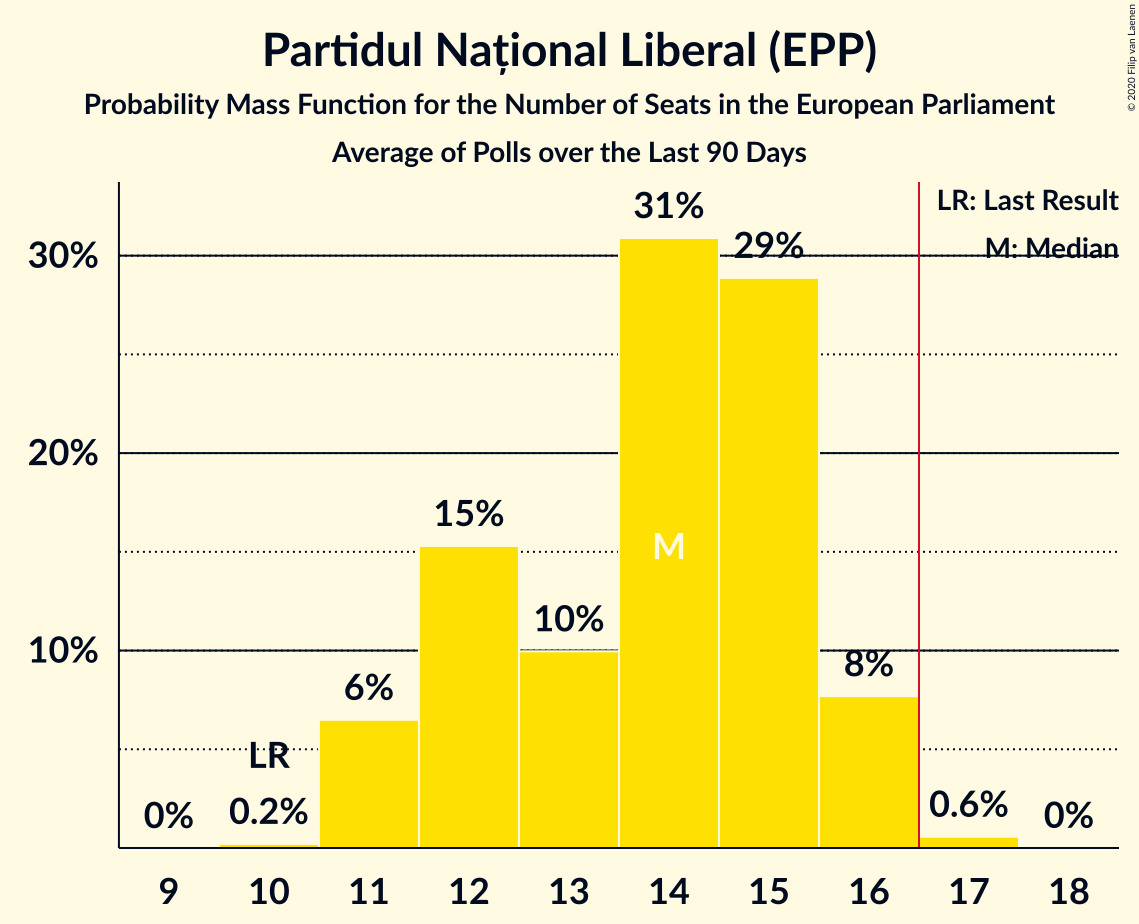 Partidul Național Liberal (EPP)
Probability Mass Function for the Number of Seats in the European Parliament
Average of Polls over the Last 90 Days
© 2020 Filip van Laenen
LR: Last Result
M: Median
30%
20%
10%
0%
LR
0.2%
6%
15%
10%
31%
M
29%
8%
0.6%
0%
9 10 11 12 13 14 15 16 17 18